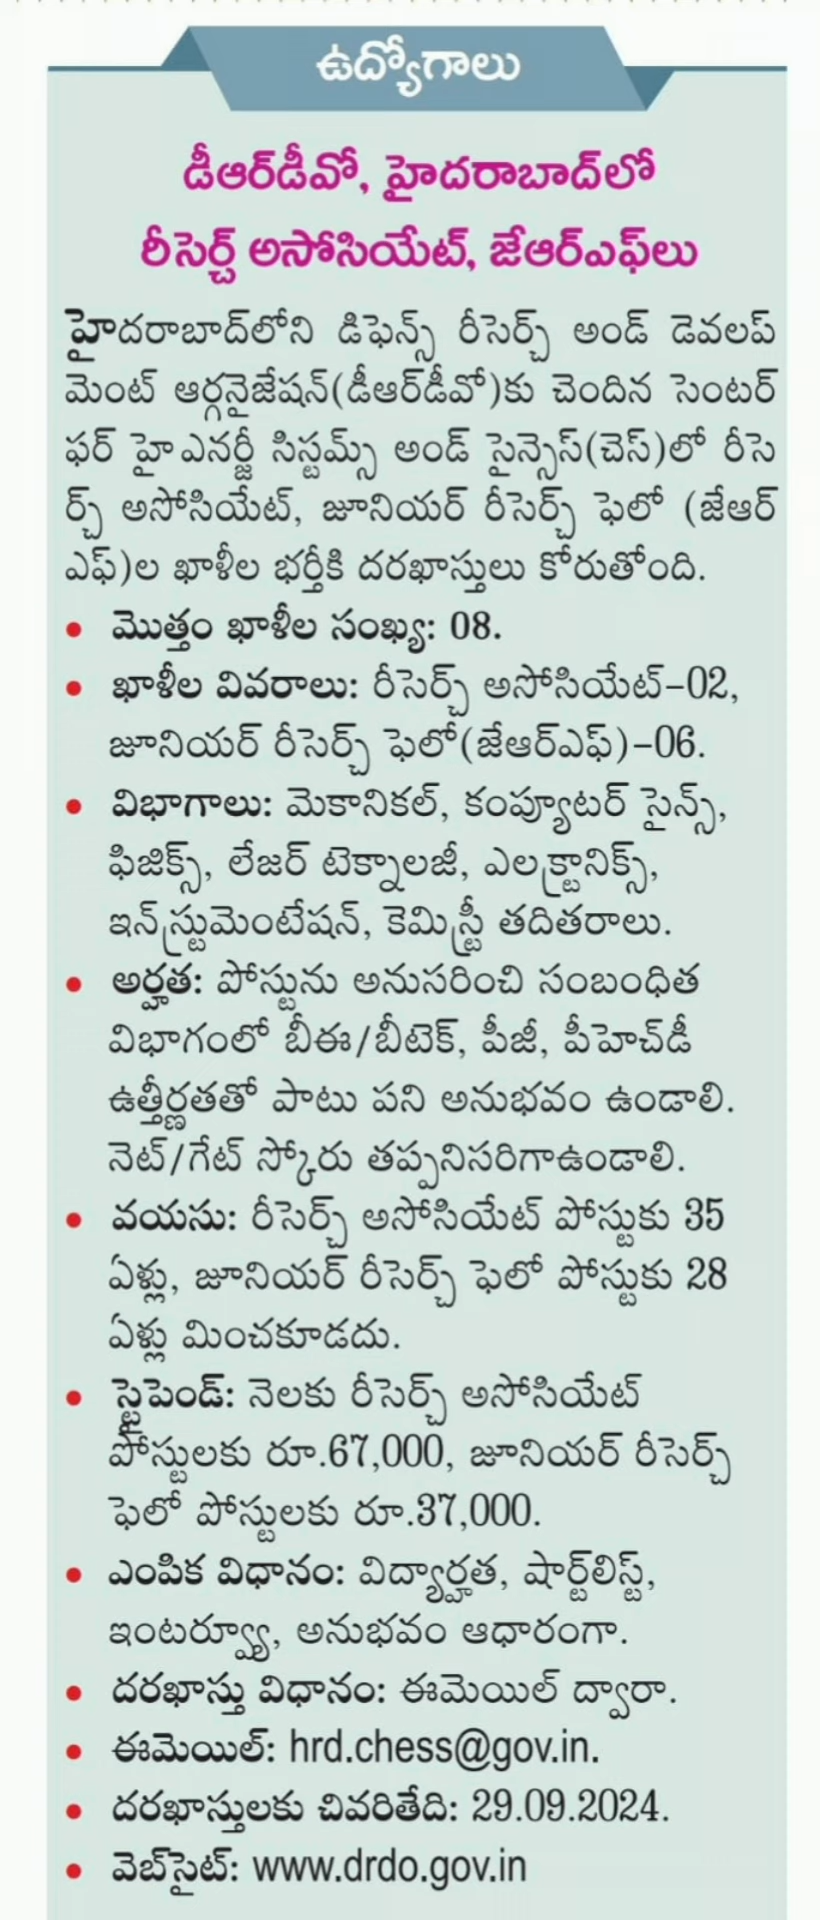 ఉద్యోగాలు
డీఆర్‌డీవో, హైదరాబాద్‌లో
రీసెర్చ్ అసోసియేట్, జేఆర్ఎఫ్‌లు
హైదరాబాద్‌లోని డిఫెన్స్ రీసెర్చ్ అండ్ డెవలప్
మెంట్ ఆర్గనైజేషన్(డీఆర్‌డీవో)కు చెందిన సెంటర్
ఫర్ హై ఎనర్జీ సిస్టమ్స్ అండ్ సైన్సెస్(చెస్)లో రీసె
ర్చ్ అసోసియేట్, జూనియర్ రీసెర్చ్ ఫెలో (జేఆర్
ఎఫ్)ల ఖాళీల భర్తీకి దరఖాస్తులు కోరుతోంది.
• మొత్తం ఖాళీల సంఖ్య: 08.
• ఖాళీల వివరాలు: రీసెర్చ్ అసోసియేట్-02,
జూనియర్ రీసెర్చ్ ఫెలో(జేఆర్ఎఫ్)-06.
• విభాగాలు: మెకానికల్, కంప్యూటర్ సైన్స్,
ఫిజిక్స్, లేజర్ టెక్నాలజీ, ఎలక్ట్రానిక్స్,
ఇన్‌స్ట్రుమెంటేషన్, కెమిస్ట్రీ తదితరాలు.
• అర్హత: పోస్టును అనుసరించి సంబంధిత
విభాగంలో బీఈ/బీటెక్, పీజీ, పీహెచ్‌డీ
ఉత్తీర్ణతతో పాటు పని అనుభవం ఉండాలి.
నెట్/గేట్ స్కోరు తప్పనిసరిగాఉండాలి.
• వయసు: రీసెర్చ్ అసోసియేట్ పోస్టుకు 35
ఏళ్లు, జూనియర్ రీసెర్చ్ ఫెలో పోస్టుకు 28
ఏళ్లు మించకూడదు.
• స్టైపెండ్: నెలకు రీసెర్చ్ అసోసియేట్
పోస్టులకు రూ.67,000, జూనియర్ రీసెర్చ్
ఫెలో పోస్టులకు రూ.37,000.
• ఎంపిక విధానం: విద్యార్హత, షార్ట్‌లిస్ట్,
ఇంటర్వ్యూ, అనుభవం ఆధారంగా.
• దరఖాస్తు విధానం: ఈమెయిల్ ద్వారా.
• ఈమెయిల్: hrd.chess@gov.in.
• దరఖాస్తులకు చివరితేది: 29.09.2024.
• వెబ్‌సైట్: www.drdo.gov.in